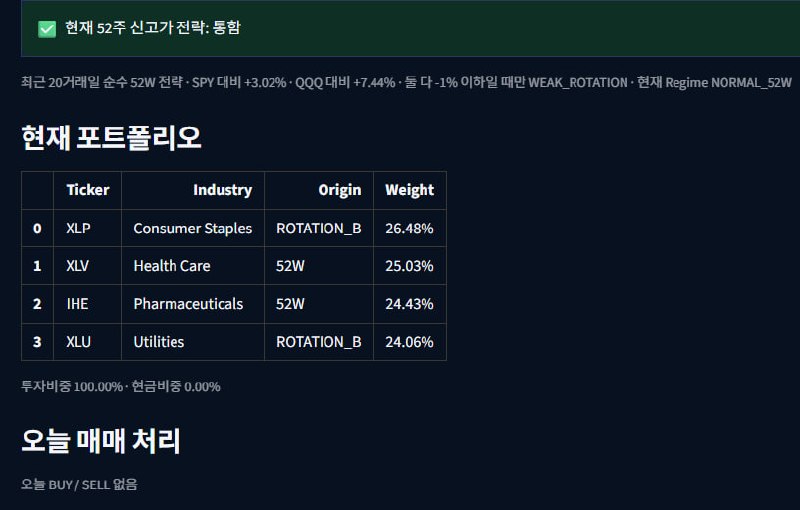 ✅ 현재 52주 신고가 전략: 통함
최근 20거래일 순수 52W 전략 · SPY 대비 +3.02% · QQQ 대비 +7.44% · 둘 다 -1% 이하일 때만 WEAK_ROTATION · 현재 Regime NORMAL_52W
현재 포트폴리오
Ticker Industry Origin Weight
0 XLP Consumer Staples ROTATION_B 26.48%
1 XLV Health Care 52W 25.03%
2 IHE Pharmaceuticals 52W 24.43%
3 XLU Utilities ROTATION_B 24.06%
투자비중 100.00% · 현금비중 0.00%
오늘 매매 처리
오늘 BUY / SELL 없음